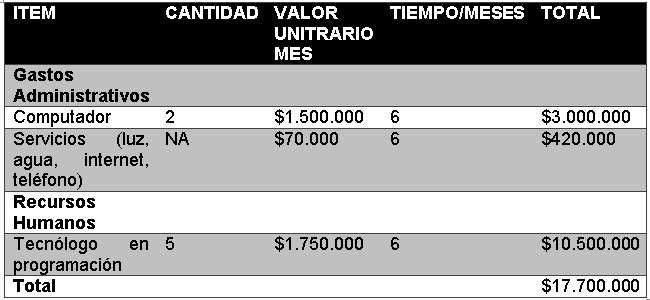 ITEM CANTIDAD VALOR UNITRARIO MES TIEMPO/MESES TOTAL
Gastos Administrativos
Computador 2 $1.500.000 6 $3.000.000
Servicios (luz, agua, internet, teléfono) NA $70.000 6 $420.000
Recursos Humanos
Tecnólogo en programación 5 $1.750.000 6 $10.500.000
Total $17.700.000